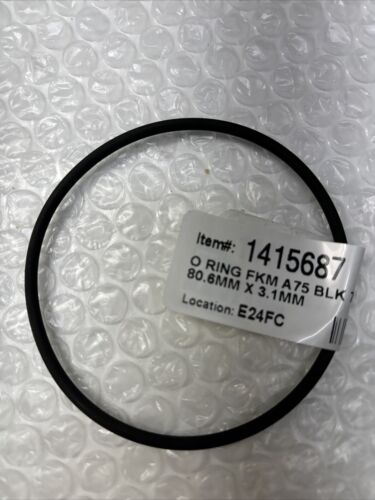 Item#: 1415687
O RING FKM A75 BLK
80.6MM X 3.1MM
Location: E24FC